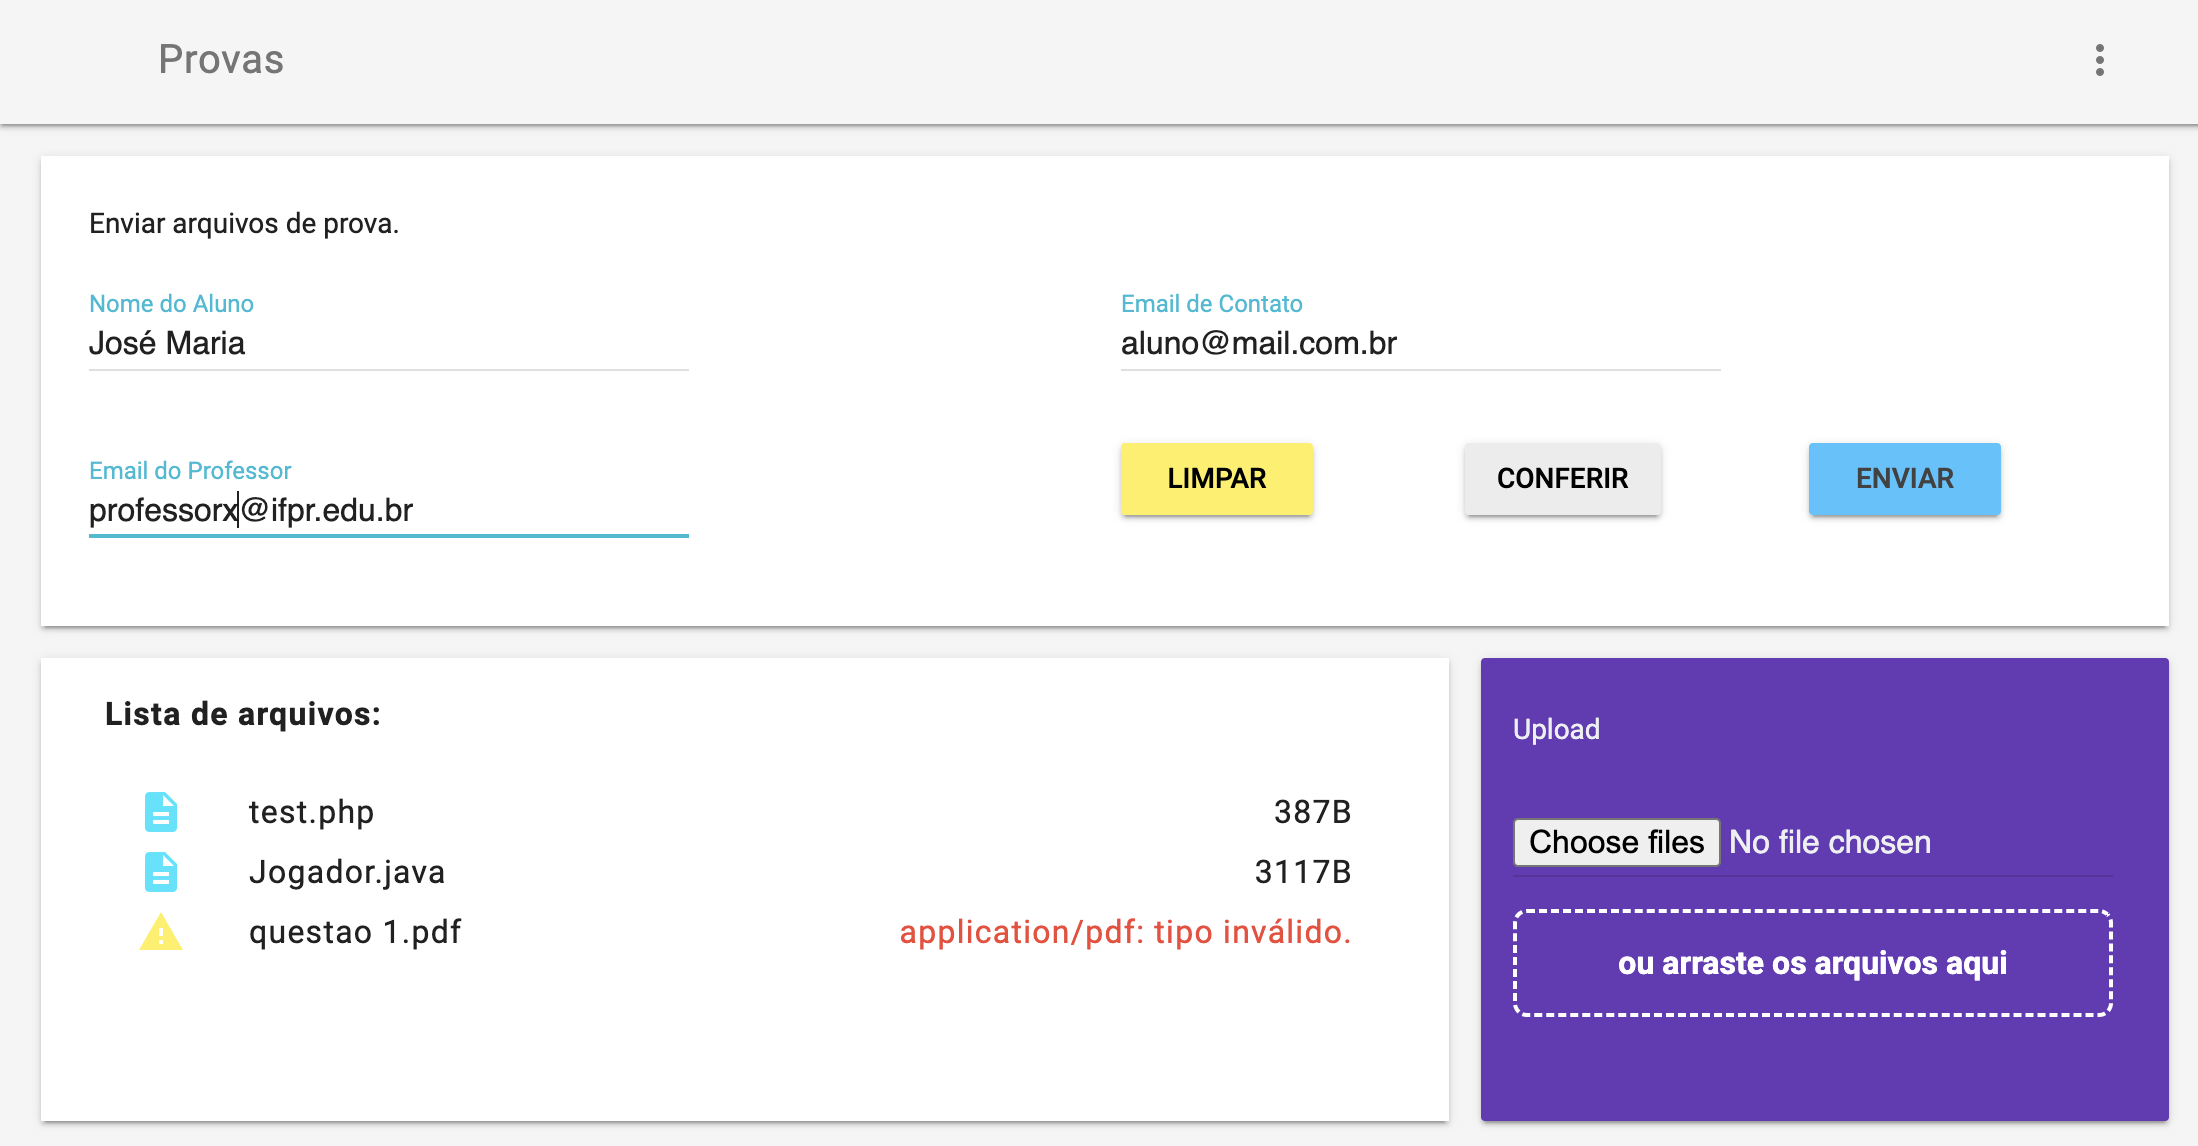 Provas
Enviar arquivos de prova.
Nome do Aluno
José Maria
Email de Contato
aluno@mail.com.br
Email do Professor
professorx@ifpr.edu.br
LIMPAR
CONFERIR
ENVIAR
Lista de arquivos:
test.php 387B
Jogador.java 3117B
questao 1.pdf application/pdf: tipo inválido.
Upload
Choose files No file chosen
ou arraste os arquivos aqui